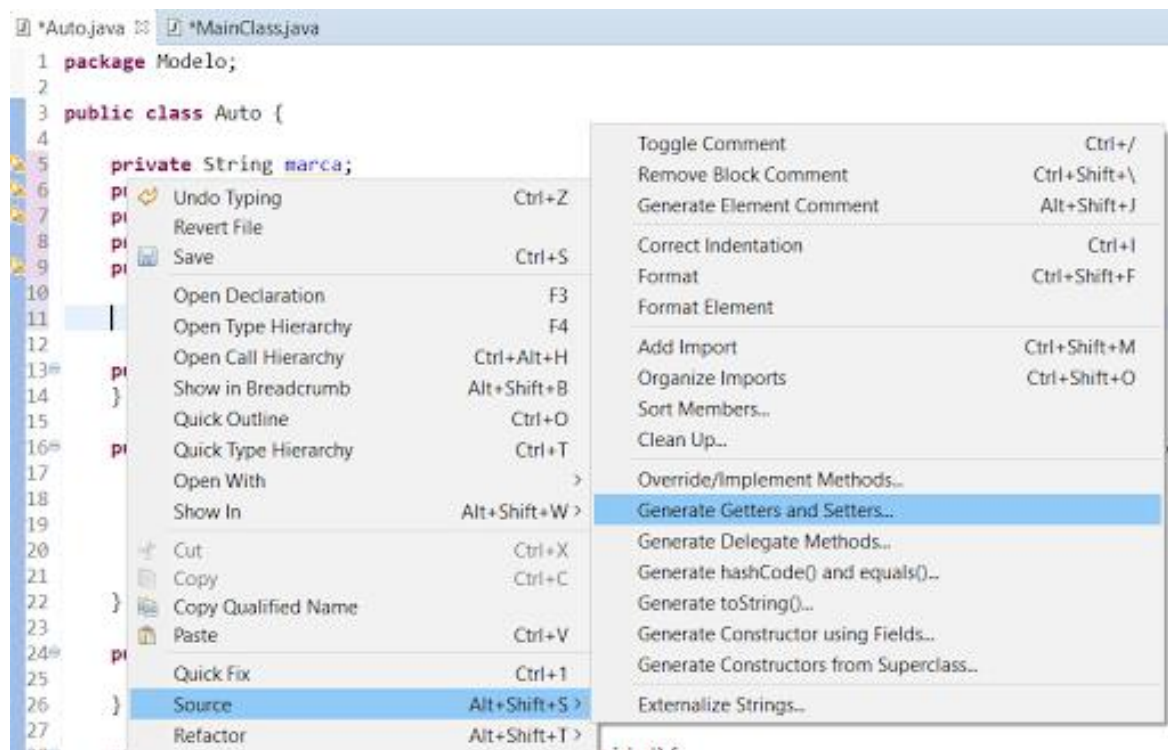 *Auto.java *MainClass.java
1 package Modelo;
2
3 public class Auto {
4
5 private String marca;
6
7
8
9
10
11
12
13
14 }
15
16
17
18
19
20
21
22 }
23
24
25
26 }
27
Undo Typing Ctrl+Z
Revert File
Save Ctrl+S
Open Declaration F3
Open Type Hierarchy F4
Open Call Hierarchy Ctrl+Alt+H
Show in Breadcrumb Alt+Shift+B
Quick Outline Ctrl+O
Quick Type Hierarchy Ctrl+T
Open With >
Show In Alt+Shift+W >
Cut Ctrl+X
Copy Ctrl+C
Copy Qualified Name
Paste Ctrl+V
Quick Fix Ctrl+1
Source Alt+Shift+S >
Refactor Alt+Shift+T >
Toggle Comment Ctrl+/
Remove Block Comment Ctrl+Shift+\
Generate Element Comment Alt+Shift+J
Correct Indentation Ctrl+I
Format Ctrl+Shift+F
Format Element
Add Import Ctrl+Shift+M
Organize Imports Ctrl+Shift+O
Sort Members...
Clean Up...
Override/Implement Methods...
Generate Getters and Setters...
Generate Delegate Methods...
Generate hashCode() and equals()...
Generate toString()...
Generate Constructor using Fields...
Generate Constructors from Superclass...
Externalize Strings...